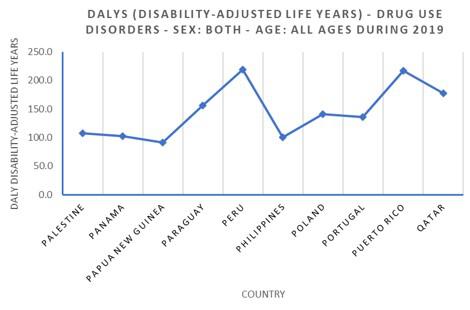 DALYS (DISABILITY-ADJUSTED LIFE YEARS) - DRUG USE
DISORDERS - SEX: BOTH - AGE: ALL AGES DURING 2019
DALY DISABILITY-ADJUSTED LIFE YEARS
250.0
200.0
150.0
100.0
50.0
0.0
PALESTINE
PANAMA
PAPUA NEW GUINEA
PARAGUAY
PERU
PHILIPPINES
POLAND
PORTUGAL
PUERTO RICO
QATAR
COUNTRY